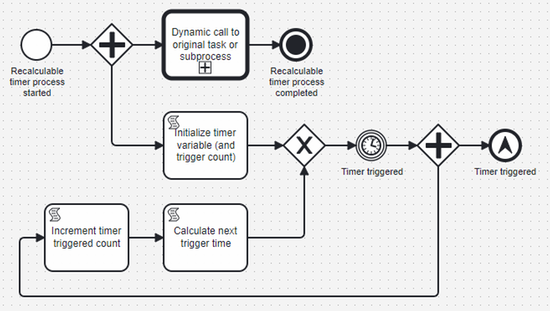 Dynamic call to
original task or
subprocess
Recalculable
timer process
started
Recalculable
timer process
completed
Initialize timer
variable (and
trigger count)
X
Timer triggered
Timer triggered
Increment timer
triggered count
Calculate next
trigger time